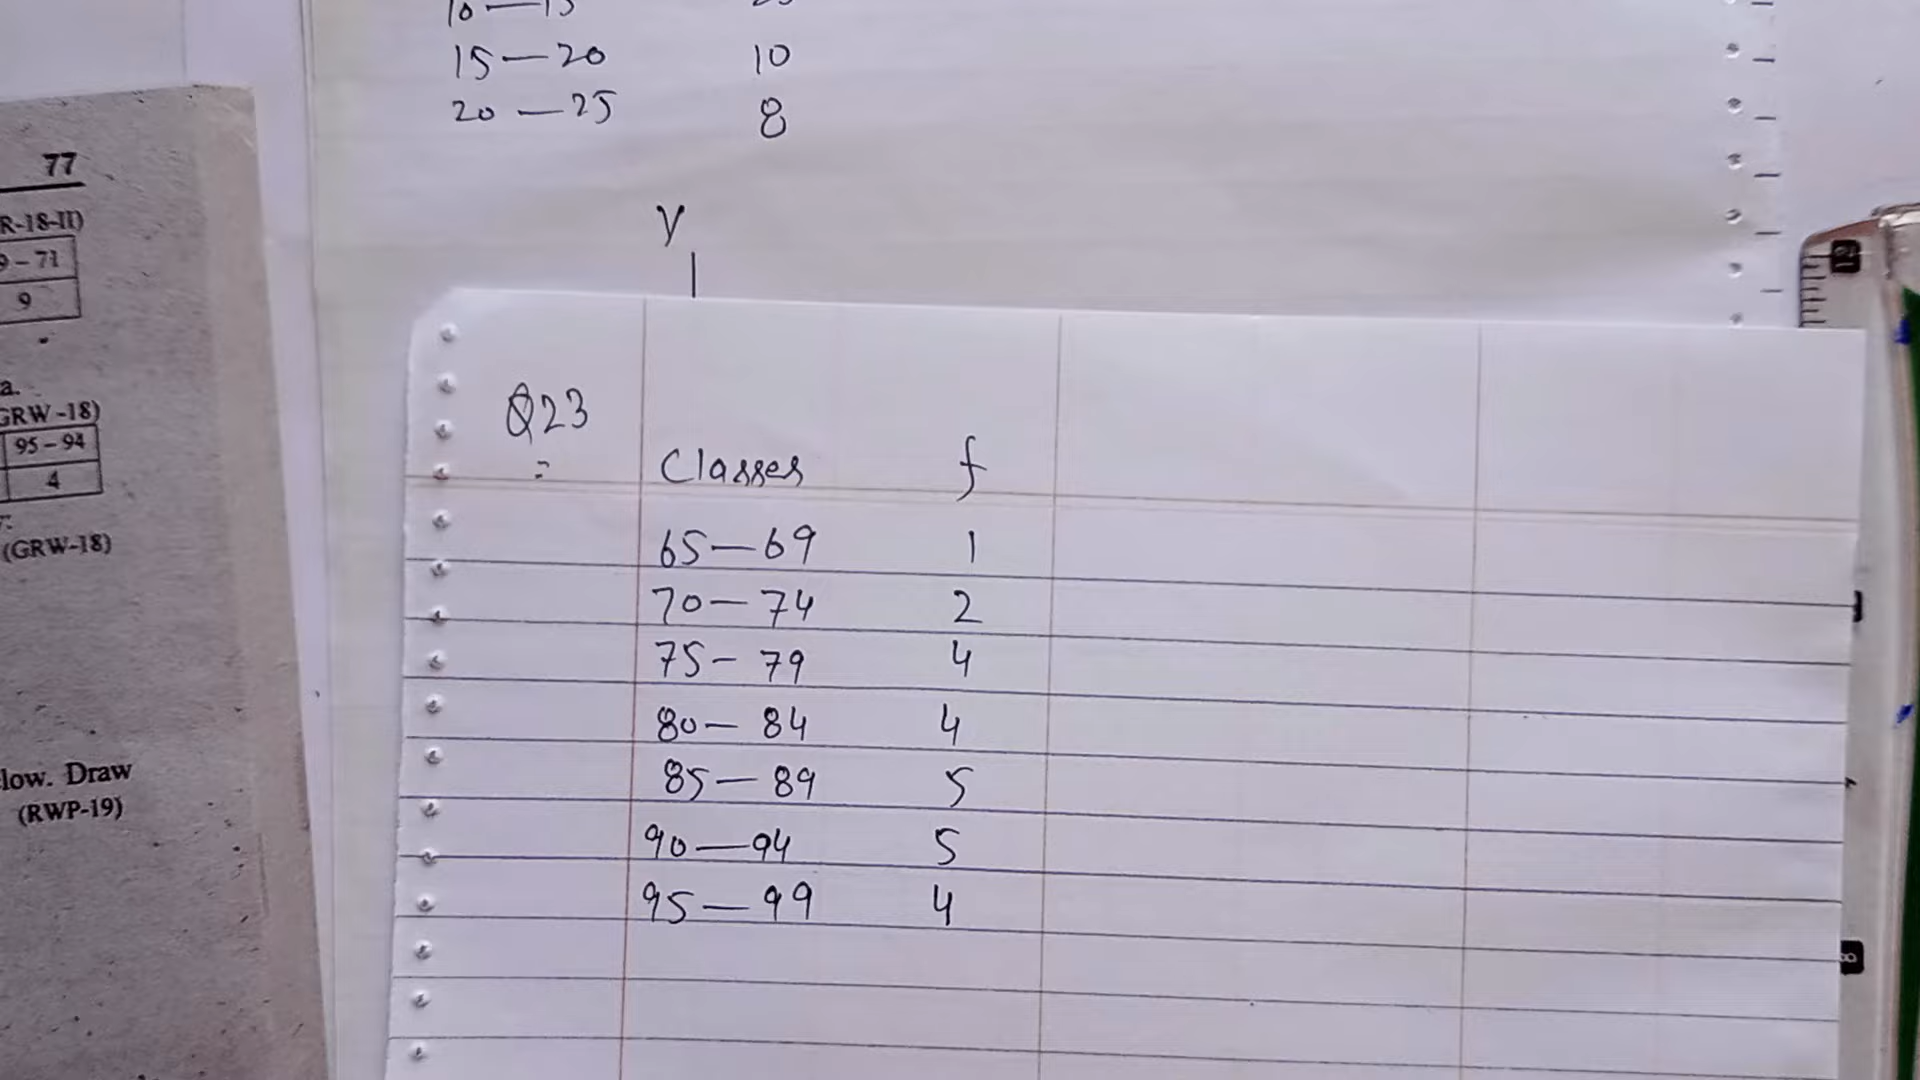 15—20 10
20—25 8
Y
77
R-18-II)
– 71
9
a.
GRW-18)
95–94
4
(GRW-18)
low. Draw
(RWP-19)
Q23
Classes f
65—69 1
70—74 2
75–79 4
80—84 4
85—89 5
90—94 5
95—99 4
8